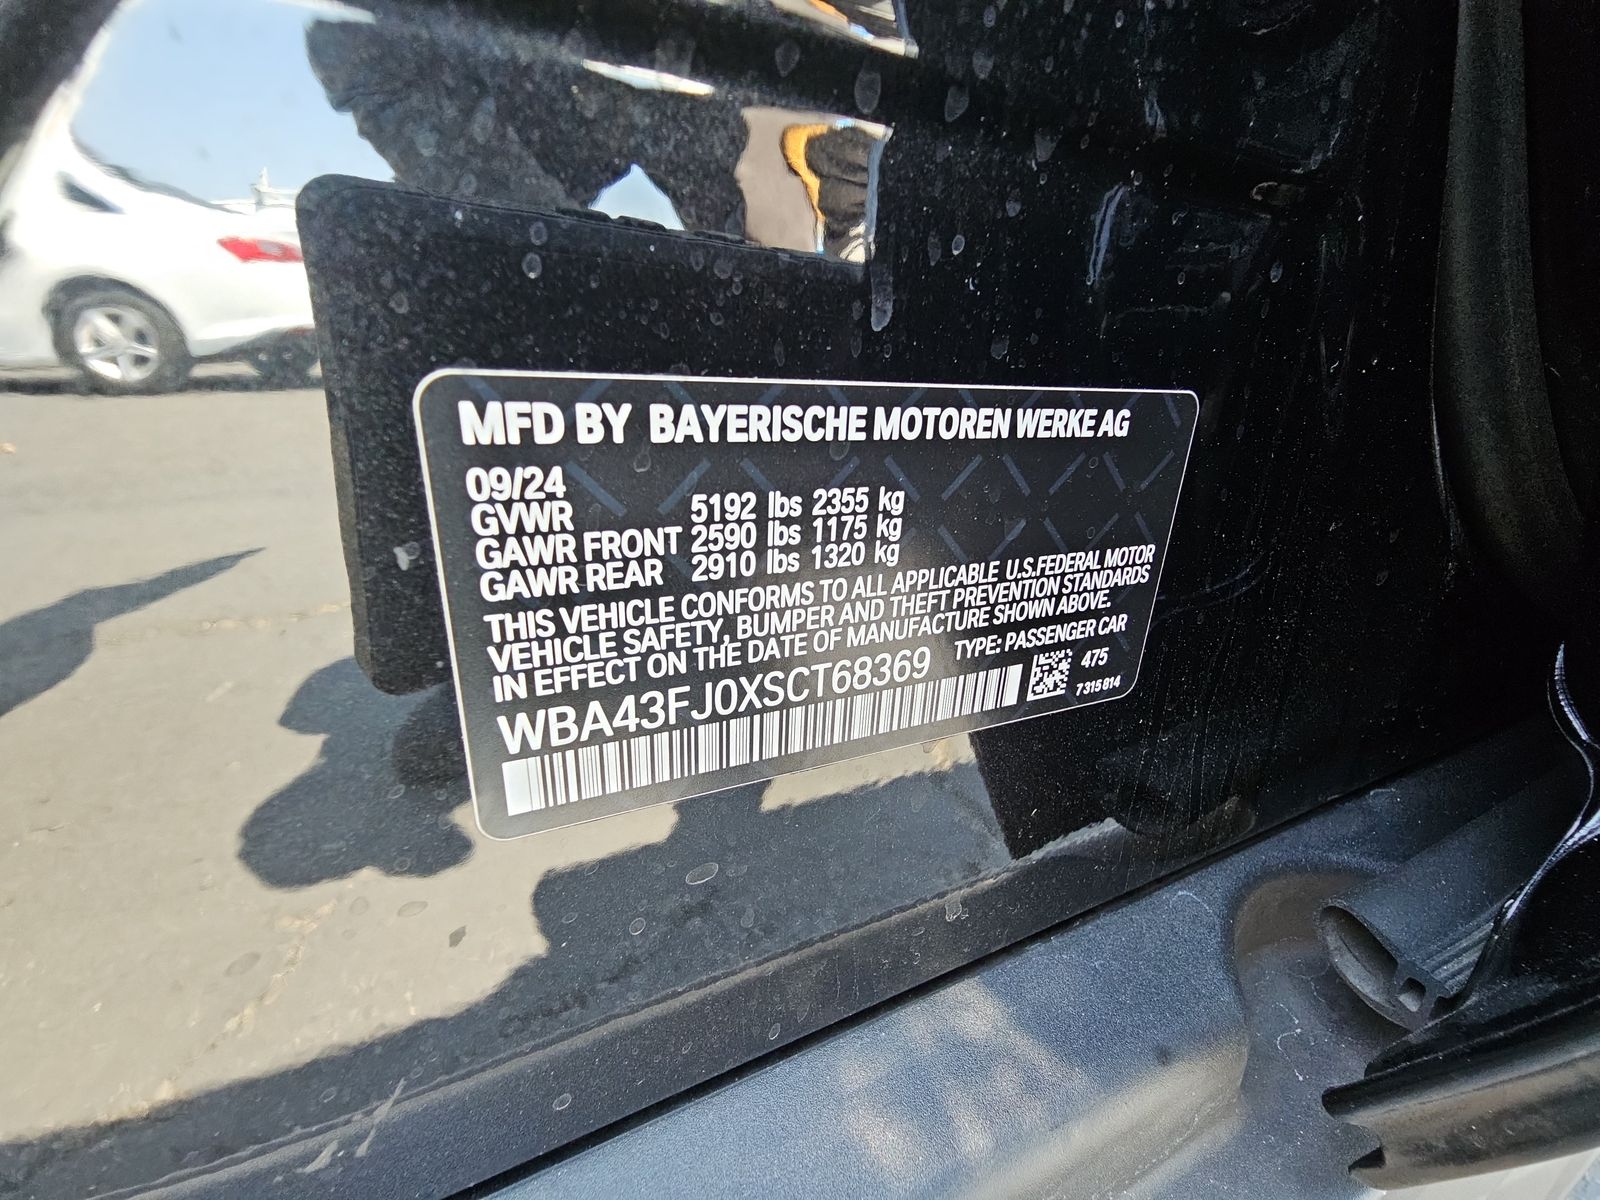 MFD BY BAYERISCHE MOTOREN WERKE AG
09/24
GVWR 5192 lbs 2355 kg
GAWR FRONT 2590 lbs 1175 kg
GAWR REAR 2910 lbs 1320 kg
THIS VEHICLE CONFORMS TO ALL APPLICABLE U.S.FEDERAL MOTOR
VEHICLE SAFETY, BUMPER AND THEFT PREVENTION STANDARDS
IN EFFECT ON THE DATE OF MANUFACTURE SHOWN ABOVE.
WBA43FJ0XSCT68369 TYPE: PASSENGER CAR
475
7315814